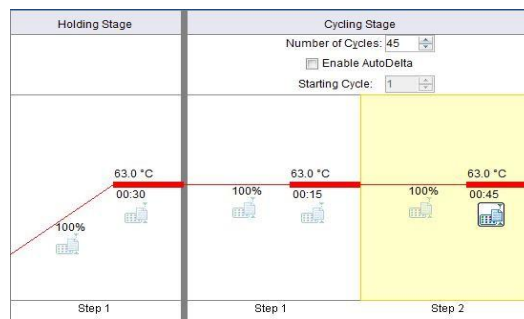 Holding Stage
Cycling Stage
Number of Cycles: 45
Enable AutoDelta
Starting Cycle: 1
63.0 °C
00:30
100%
63.0 °C
00:15
100%
63.0 °C
00:45
100%
Step 1
Step 1
Step 2